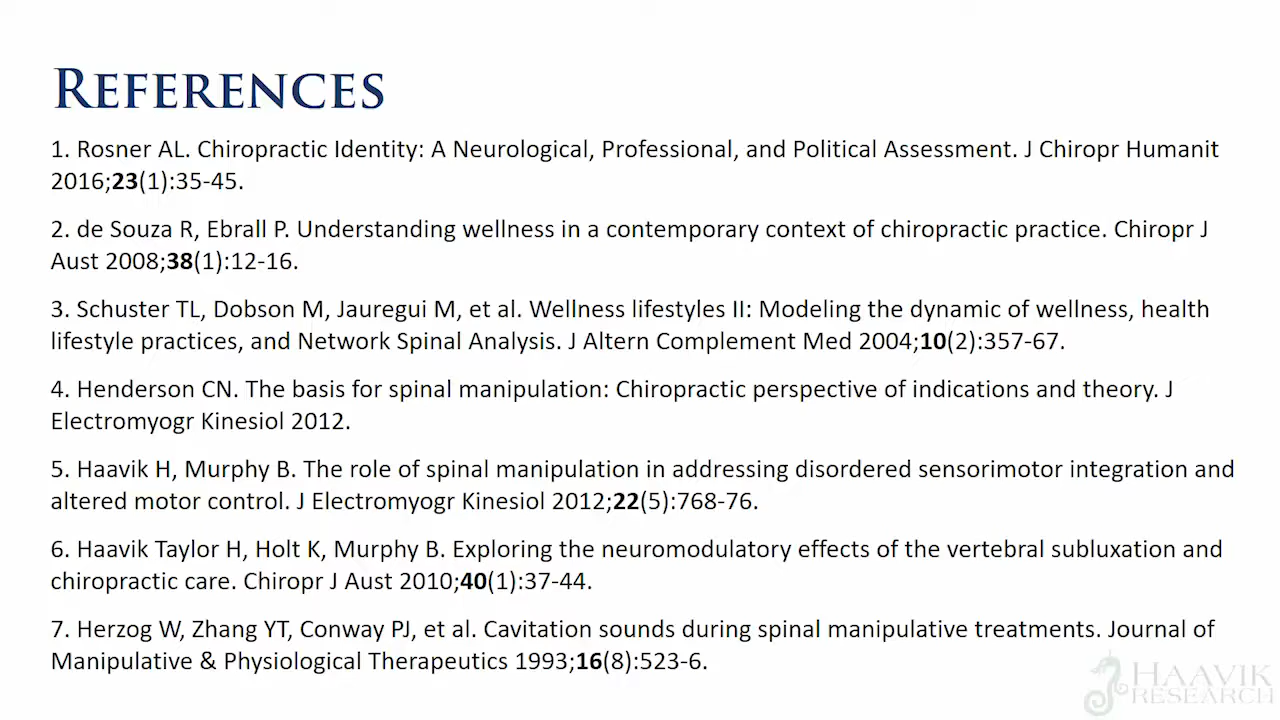 REFERENCES
1. Rosner AL. Chiropractic Identity: A Neurological, Professional, and Political Assessment. J Chiropr Humanit
2016;23(1):35-45.
2. de Souza R, Ebrall P. Understanding wellness in a contemporary context of chiropractic practice. Chiropr J
Aust 2008;38(1):12-16.
3. Schuster TL, Dobson M, Jauregui M, et al. Wellness lifestyles II: Modeling the dynamic of wellness, health
lifestyle practices, and Network Spinal Analysis. J Altern Complement Med 2004;10(2):357-67.
4. Henderson CN. The basis for spinal manipulation: Chiropractic perspective of indications and theory. J
Electromyogr Kinesiol 2012.
5. Haavik H, Murphy B. The role of spinal manipulation in addressing disordered sensorimotor integration and
altered motor control. J Electromyogr Kinesiol 2012;22(5):768-76.
6. Haavik Taylor H, Holt K, Murphy B. Exploring the neuromodulatory effects of the vertebral subluxation and
chiropractic care. Chiropr J Aust 2010;40(1):37-44.
7. Herzog W, Zhang YT, Conway PJ, et al. Cavitation sounds during spinal manipulative treatments. Journal of
Manipulative & Physiological Therapeutics 1993;16(8):523-6.
HAAVIK
RESEARCH